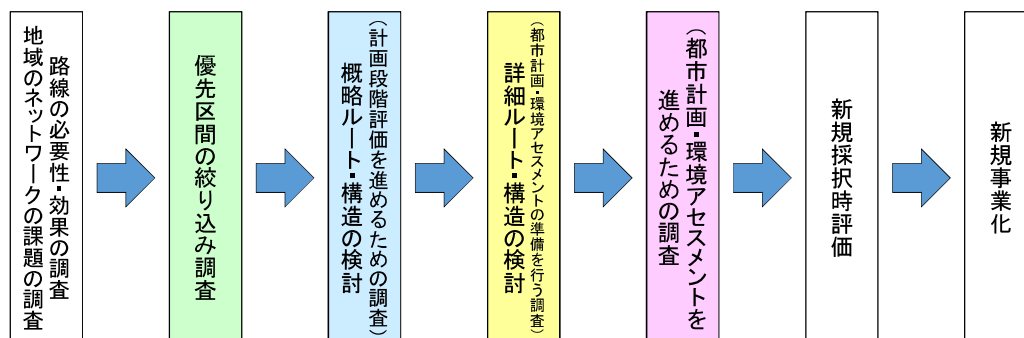 路線の必要性・効果の調査
地域のネットワークの課題の調査
優先区間の絞り込み調査
(計画段階評価を進めるための調査)
概略ルート・構造の検討
(都市計画・環境アセスメントの準備を行う調査)
詳細ルート・構造の検討
(都市計画・環境アセスメントを
進めるための調査
新規採択時評価
新規事業化